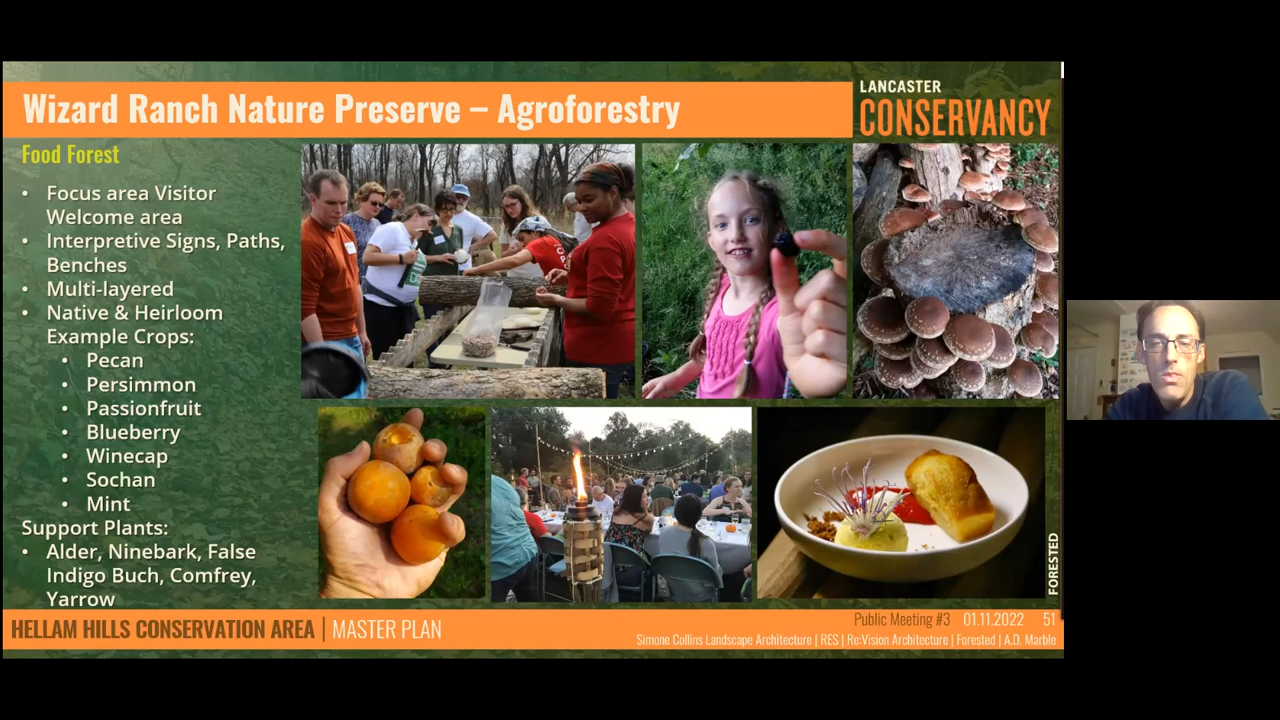 Wizard Ranch Nature Preserve – Agroforestry
LANCASTER
CONSERVANCY
Food Forest
• Focus area Visitor
Welcome area
• Interpretive Signs, Paths,
Benches
• Multi-layered
• Native & Heirloom
Example Crops:
• Pecan
• Persimmon
• Passionfruit
• Blueberry
• Winecap
• Sochan
• Mint
Support Plants:
• Alder, Ninebark, False
Indigo Buch, Comfrey,
Yarrow
FORESTED
HELLAM HILLS CONSERVATION AREA | MASTER PLAN
Public Meeting #3 01.11.2022 51
Simone Collins Landscape Architecture | RES | Re:Vision Architecture | Forested | A.D. Marble